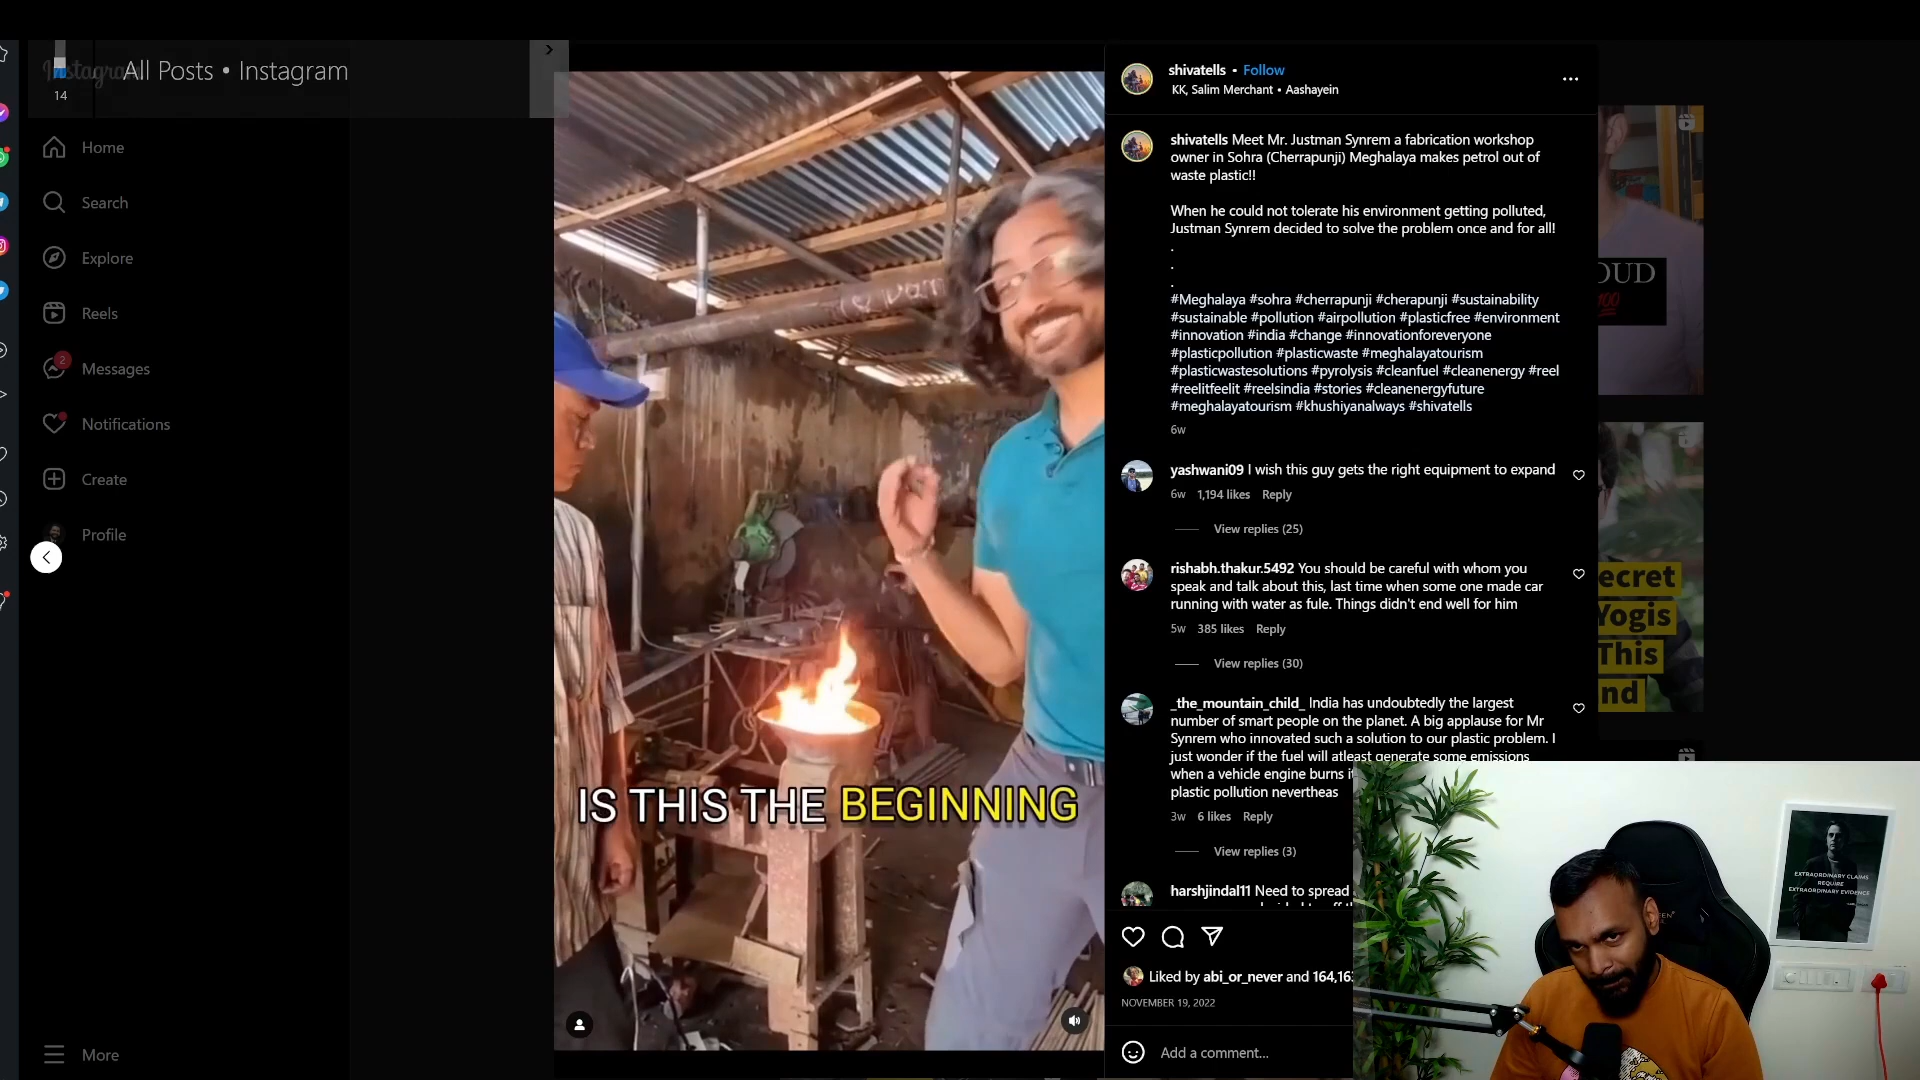 Instagram
All Posts • Instagram
14
Home
Search
Explore
Reels
2
Messages
Notifications
Create
Profile
More
IS THIS THE BEGINNING
shivatells • Follow
KK, Salim Merchant • Aashayein
shivatells Meet Mr. Justman Synrem a fabrication workshop
owner in Sohra (Cherrapunji) Meghalaya makes petrol out of
waste plastic!!
When he could not tolerate his environment getting polluted,
Justman Synrem decided to solve the problem once and for all!
.
.
.
#Meghalaya #sohra #cherrapunji #cherapunji #sustainability
#sustainable #pollution #airpollution #plasticfree #environment
#innovation #india #change #innovationforeveryone
#plasticpollution #plasticwaste #meghalayatourism
#plasticwastesolutions #pyrolysis #cleanfuel #cleanenergy #reel
#reelitfeelit #reelsindia #stories #cleanenergyfuture
#meghalayatourism #khushiyanalways #shivatells
6w
yashwani09 I wish this guy gets the right equipment to expand
6w 1,194 likes Reply
View replies (25)
rishabh.thakur.5492 You should be careful with whom you
speak and talk about this, last time when some one made car
running with water as fule. Things didn't end well for him
5w 385 likes Reply
View replies (30)
_the_mountain_child_ India has undoubtedly the largest
number of smart people on the planet. A big applause for Mr
Synrem who innovated such a solution to our plastic problem. I
just wonder if the fuel will atleast generate some emissions
when a vehicle engine burns
plastic pollution nevertheas
3w 6 likes Reply
View replies (3)
harshjindal11 Need to spread
Liked by abi_or_never and 164,16
NOVEMBER 19, 2022
Add a comment...
OUD
100
ecret
Yogis
This
nd
EXTRAORDINARY CLAIMS
REQUIRE
EXTRAORDINARY EVIDENCE